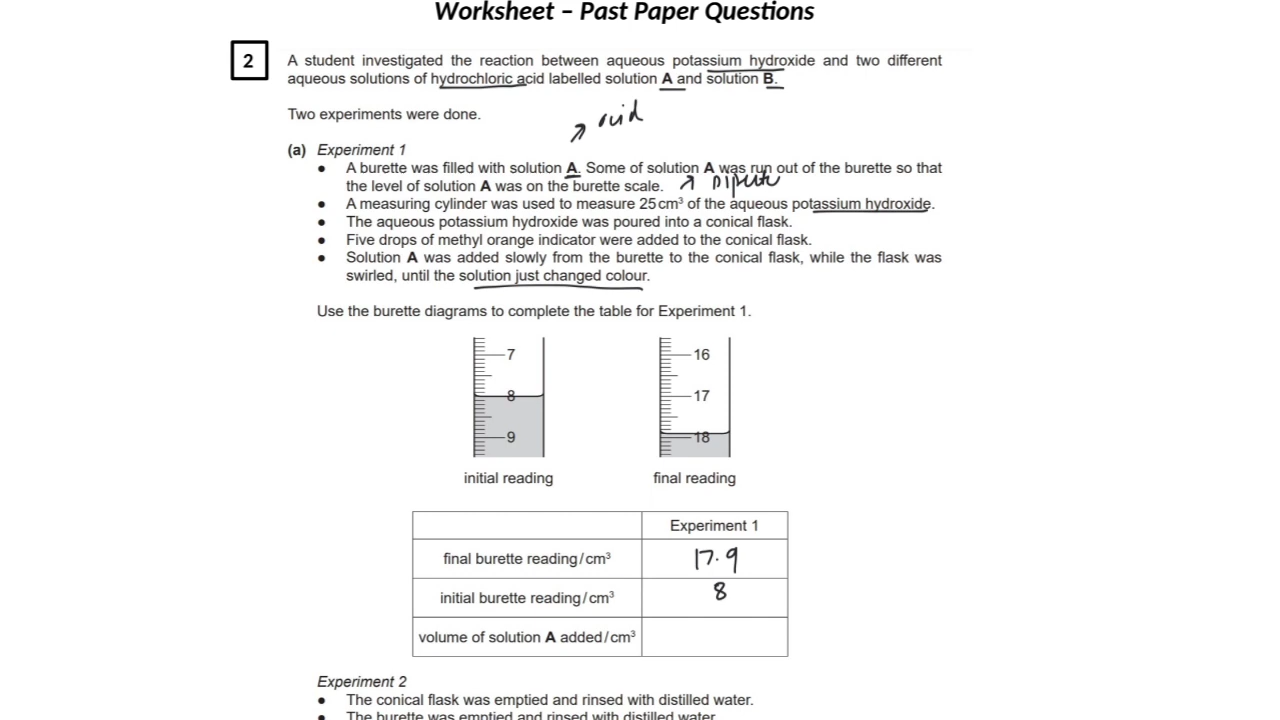 Worksheet – Past Paper Questions
2
A student investigated the reaction between aqueous potassium hydroxide and two different
aqueous solutions of hydrochloric acid labelled solution A and solution B.
Two experiments were done.
acid
(a) Experiment 1
• A burette was filled with solution A. Some of solution A was run out of the burette so that
the level of solution A was on the burette scale.
• A measuring cylinder was used to measure 25 cm³ of the aqueous potassium hydroxide.
• The aqueous potassium hydroxide was poured into a conical flask.
• Five drops of methyl orange indicator were added to the conical flask.
• Solution A was added slowly from the burette to the conical flask, while the flask was
swirled, until the solution just changed colour.
Use the burette diagrams to complete the table for Experiment 1.
7
8
9
initial reading
16
17
18
final reading
Experiment 1
final burette reading/cm³ 17.9
initial burette reading/cm³ 8
volume of solution A added/cm³
Experiment 2
• The conical flask was emptied and rinsed with distilled water.
• The burette was emptied and rinsed with distilled water